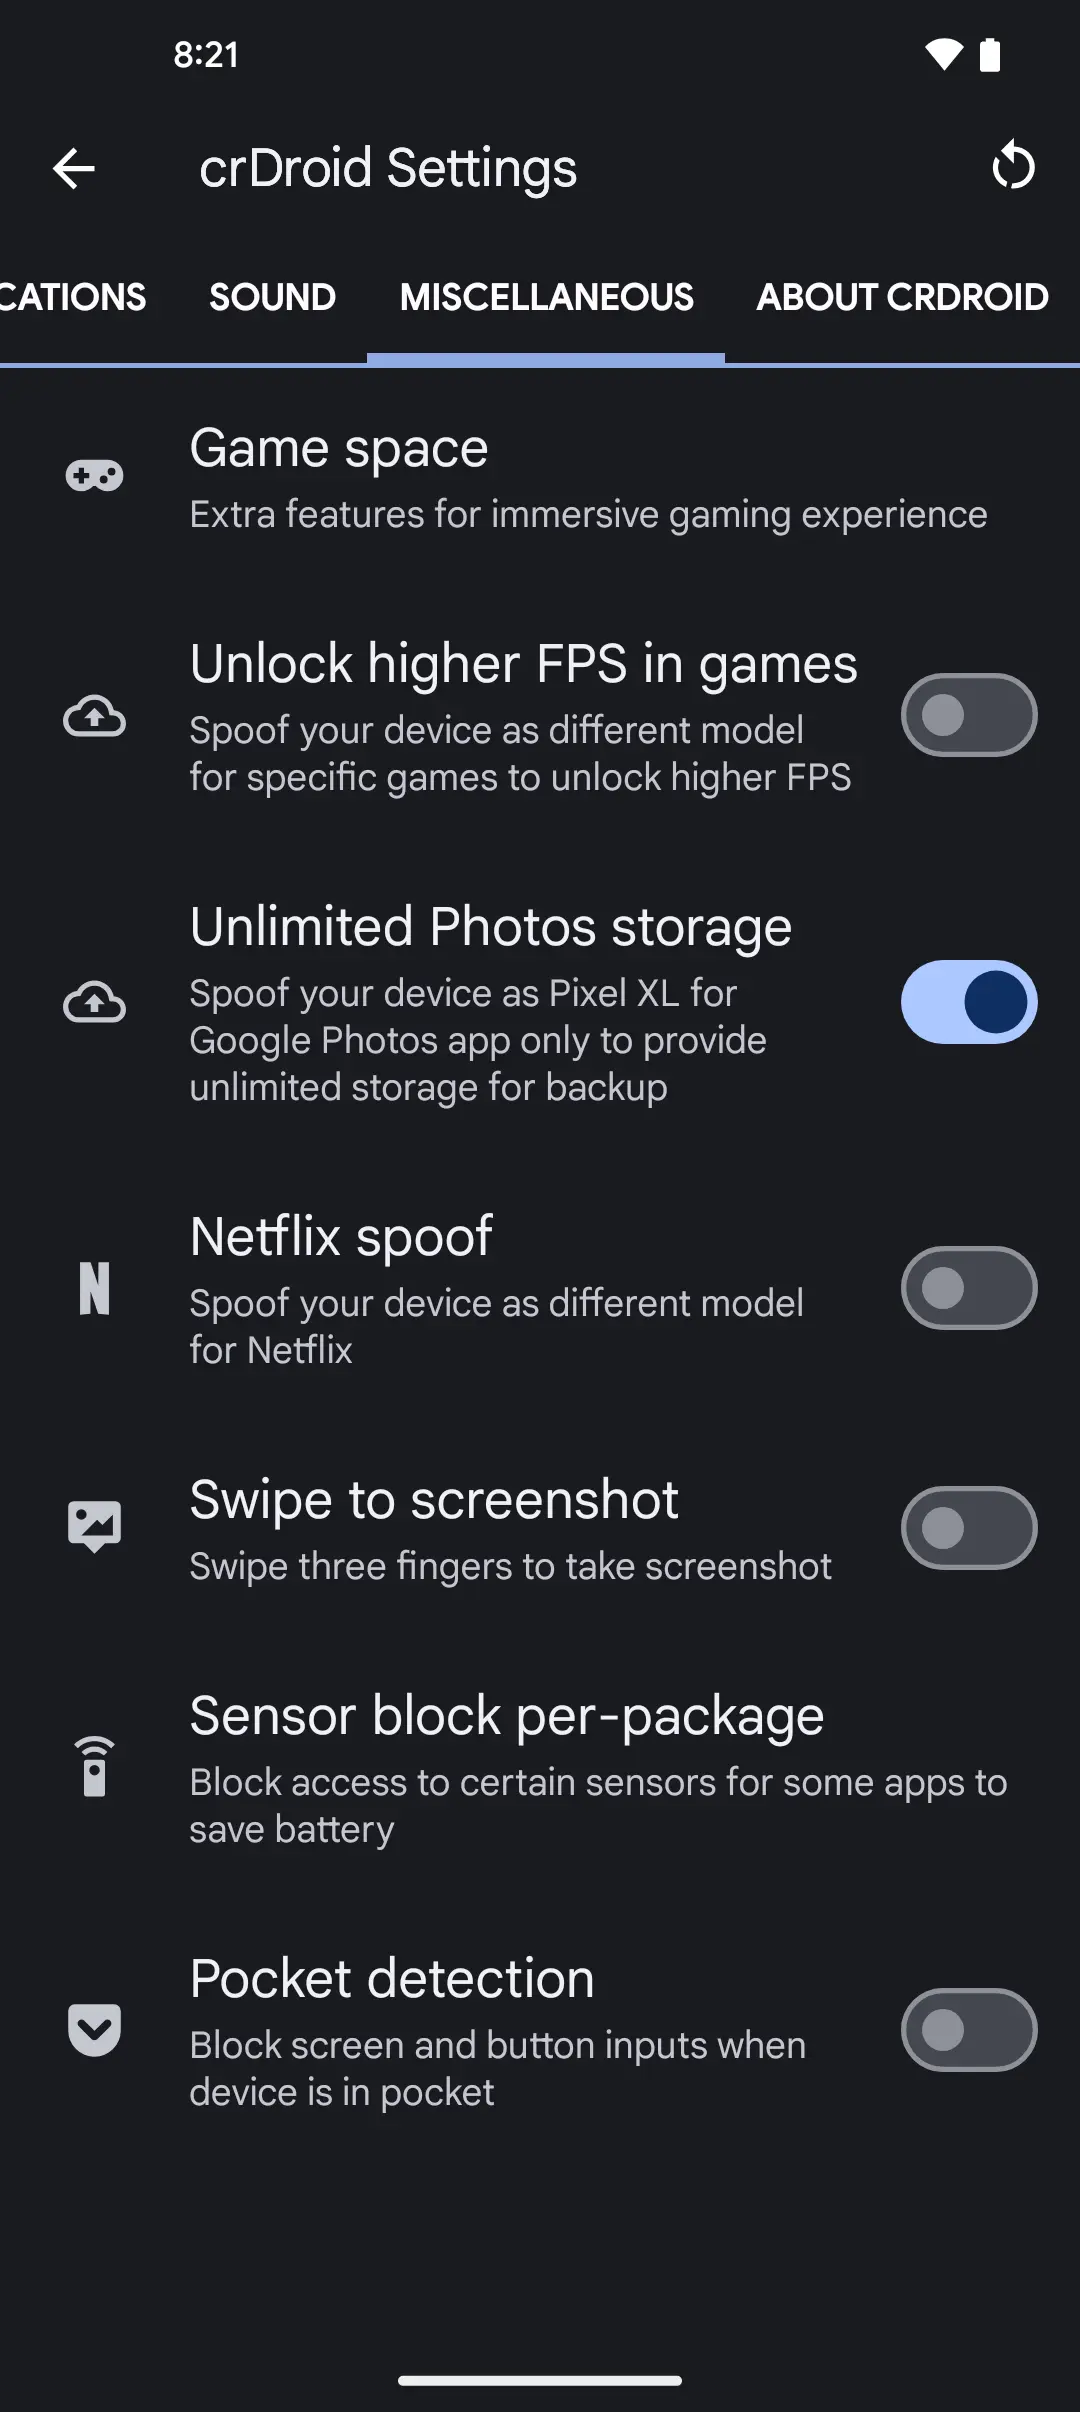 8:21
crDroid Settings
CATIONS SOUND MISCELLANEOUS ABOUT CRDROID
Game space
Extra features for immersive gaming experience
Unlock higher FPS in games
Spoof your device as different model
for specific games to unlock higher FPS
Unlimited Photos storage
Spoof your device as Pixel XL for
Google Photos app only to provide
unlimited storage for backup
N
Netflix spoof
Spoof your device as different model
for Netflix
Swipe to screenshot
Swipe three fingers to take screenshot
Sensor block per-package
Block access to certain sensors for some apps to
save battery
Pocket detection
Block screen and button inputs when
device is in pocket